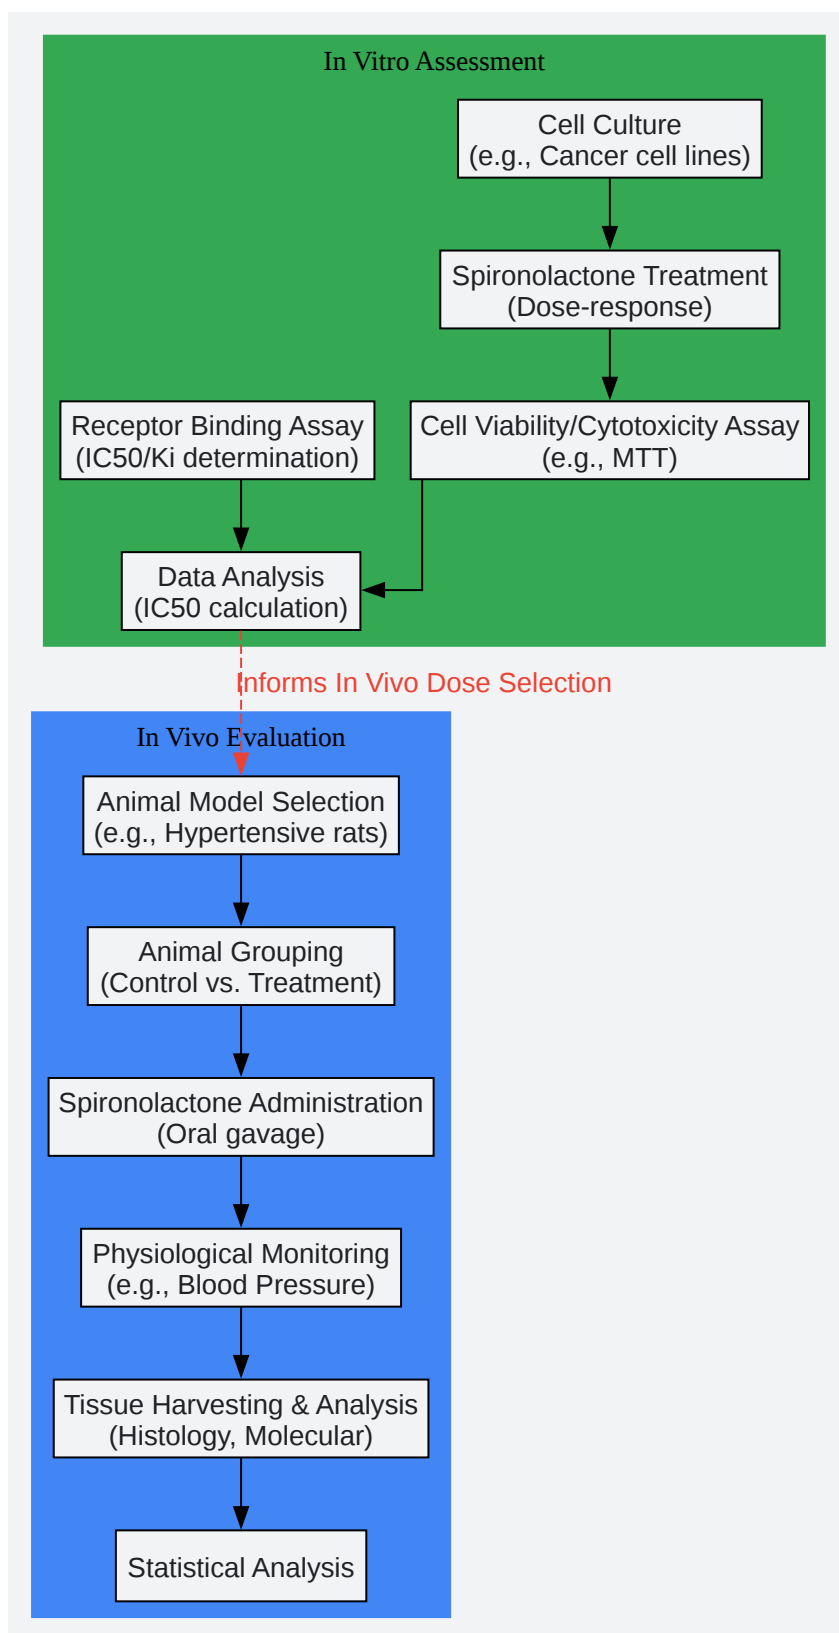 In Vitro Assessment
Cell Culture
(e.g., Cancer cell lines)
Spironolactone Treatment
(Dose-response)
Receptor Binding Assay
(IC50/Ki determination)
Cell Viability/Cytotoxicity Assay
(e.g., MTT)
Data Analysis
(IC50 calculation)
Informs In Vivo Dose Selection
In Vivo Evaluation
Animal Model Selection
(e.g., Hypertensive rats)
Animal Grouping
(Control vs. Treatment)
Spironolactone Administration
(Oral gavage)
Physiological Monitoring
(e.g., Blood Pressure)
Tissue Harvesting & Analysis
(Histology, Molecular)
Statistical Analysis